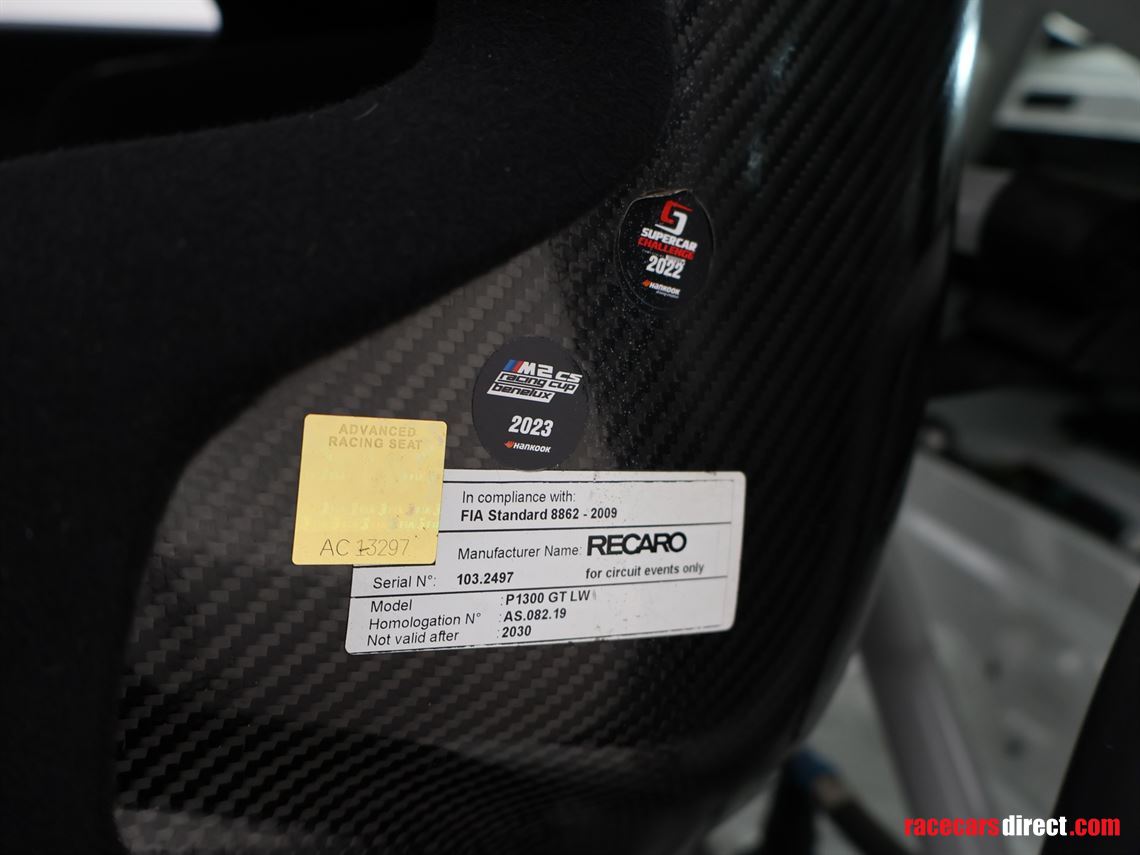 SUPERCAR
CHALLENGE
2022
HANKOOK
M2 CS
racing cup
benelux
2023
HANKOOK
ADVANCED
RACING SEAT
AC 13297
In compliance with:
FIA Standard 8862 - 2009
Manufacturer Name: RECARO
Serial N°: 103.2497 for circuit events only
Model : P1300 GT LW
Homologation N° : AS.082.19
Not valid after : 2030
racecarsdirect.com